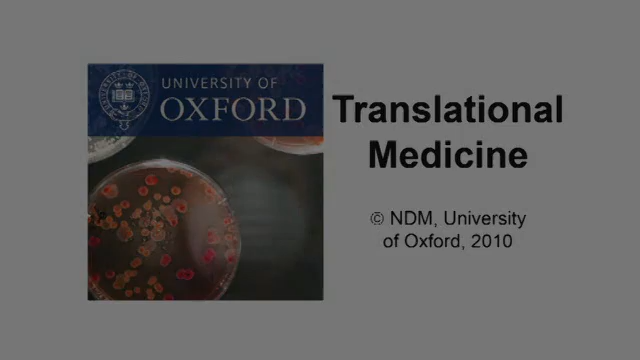 UNIVERSITY OF
OXFORD
Translational
Medicine
© NDM, University
of Oxford, 2010